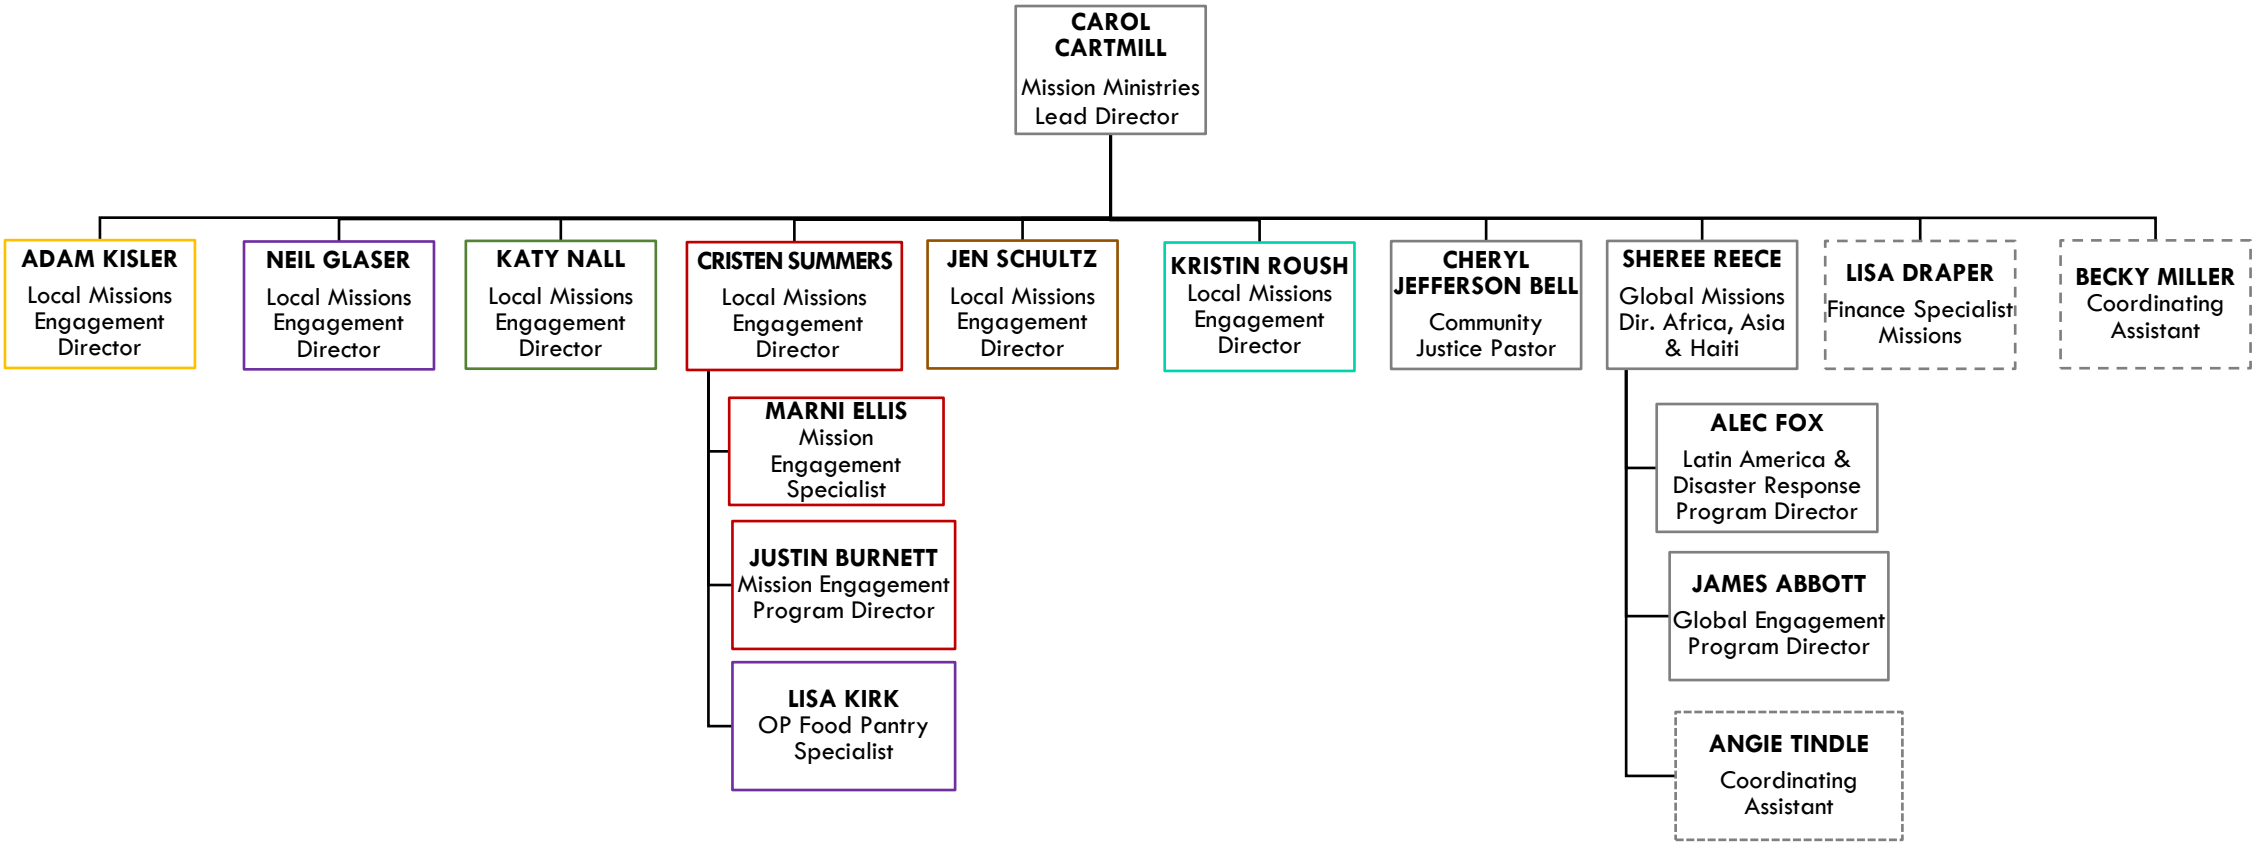 CAROL
CARTMILL
Mission Ministries
Lead Director
ADAM KISLER
Local Missions
Engagement
Director
NEIL GLASER
Local Missions
Engagement
Director
KATY NALL
Local Missions
Engagement
Director
CRISTEN SUMMERS
Local Missions
Engagement
Director
JEN SCHULTZ
Local Missions
Engagement
Director
KRISTIN ROUSH
Local Missions
Engagement
Director
CHERYL
JEFFERSON BELL
Community
Justice Pastor
SHEREE REECE
Global Missions
Dir. Africa, Asia
& Haiti
LISA DRAPER
Finance Specialist
Missions
BECKY MILLER
Coordinating
Assistant
MARNI ELLIS
Mission
Engagement
Specialist
JUSTIN BURNETT
Mission Engagement
Program Director
LISA KIRK
OP Food Pantry
Specialist
ALEC FOX
Latin America &
Disaster Response
Program Director
JAMES ABBOTT
Global Engagement
Program Director
ANGIE TINDLE
Coordinating
Assistant